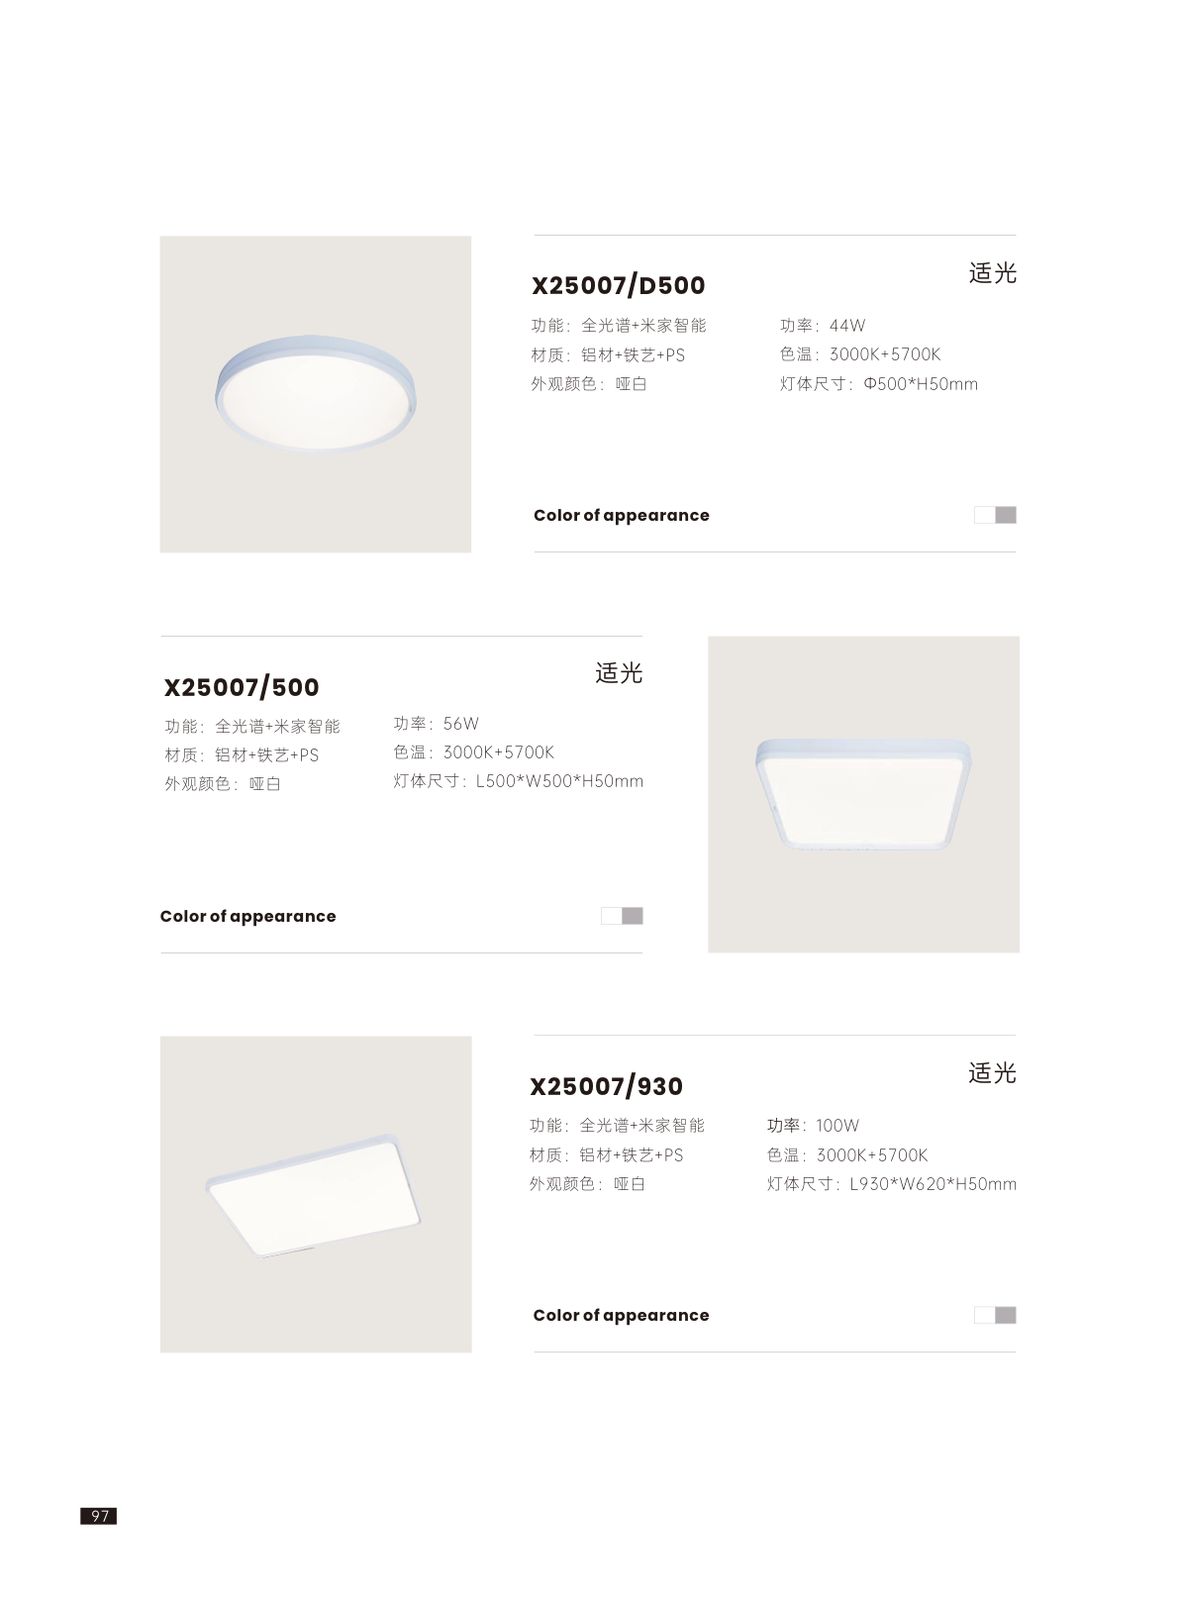 适光
X25007/D500
功能：全光谱+米家智能
功率：44W
材质：铝材+铁艺+PS
色温：3000K+5700K
外观颜色：哑白
灯体尺寸：Φ500*H50mm
Color of appearance
适光
X25007/500
功能：全光谱+米家智能
功率：56W
材质：铝材+铁艺+PS
色温：3000K+5700K
外观颜色：哑白
灯体尺寸：L500*W500*H50mm
Color of appearance
适光
X25007/930
功能：全光谱+米家智能
功率：100W
材质：铝材+铁艺+PS
色温：3000K+5700K
外观颜色：哑白
灯体尺寸：L930*W620*H50mm
Color of appearance
97